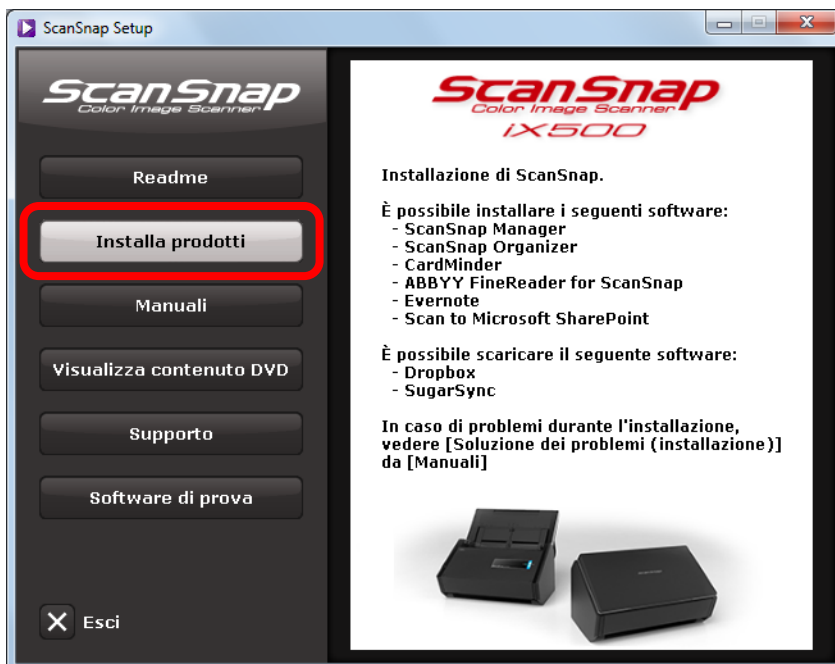 ScanSnap Setup
ScanSnap
Color Image Scanner
Readme
Installa prodotti
Manuali
Visualizza contenuto DVD
Supporto
Software di prova
Esci
ScanSnap
Color Image Scanner
iX500
Installazione di ScanSnap.
È possibile installare i seguenti software:
- ScanSnap Manager
- ScanSnap Organizer
- CardMinder
- ABBYY FineReader for ScanSnap
- Evernote
- Scan to Microsoft SharePoint
È possibile scaricare il seguente software:
- Dropbox
- SugarSync
In caso di problemi durante l'installazione,
vedere [Soluzione dei problemi (installazione)]
da [Manuali]